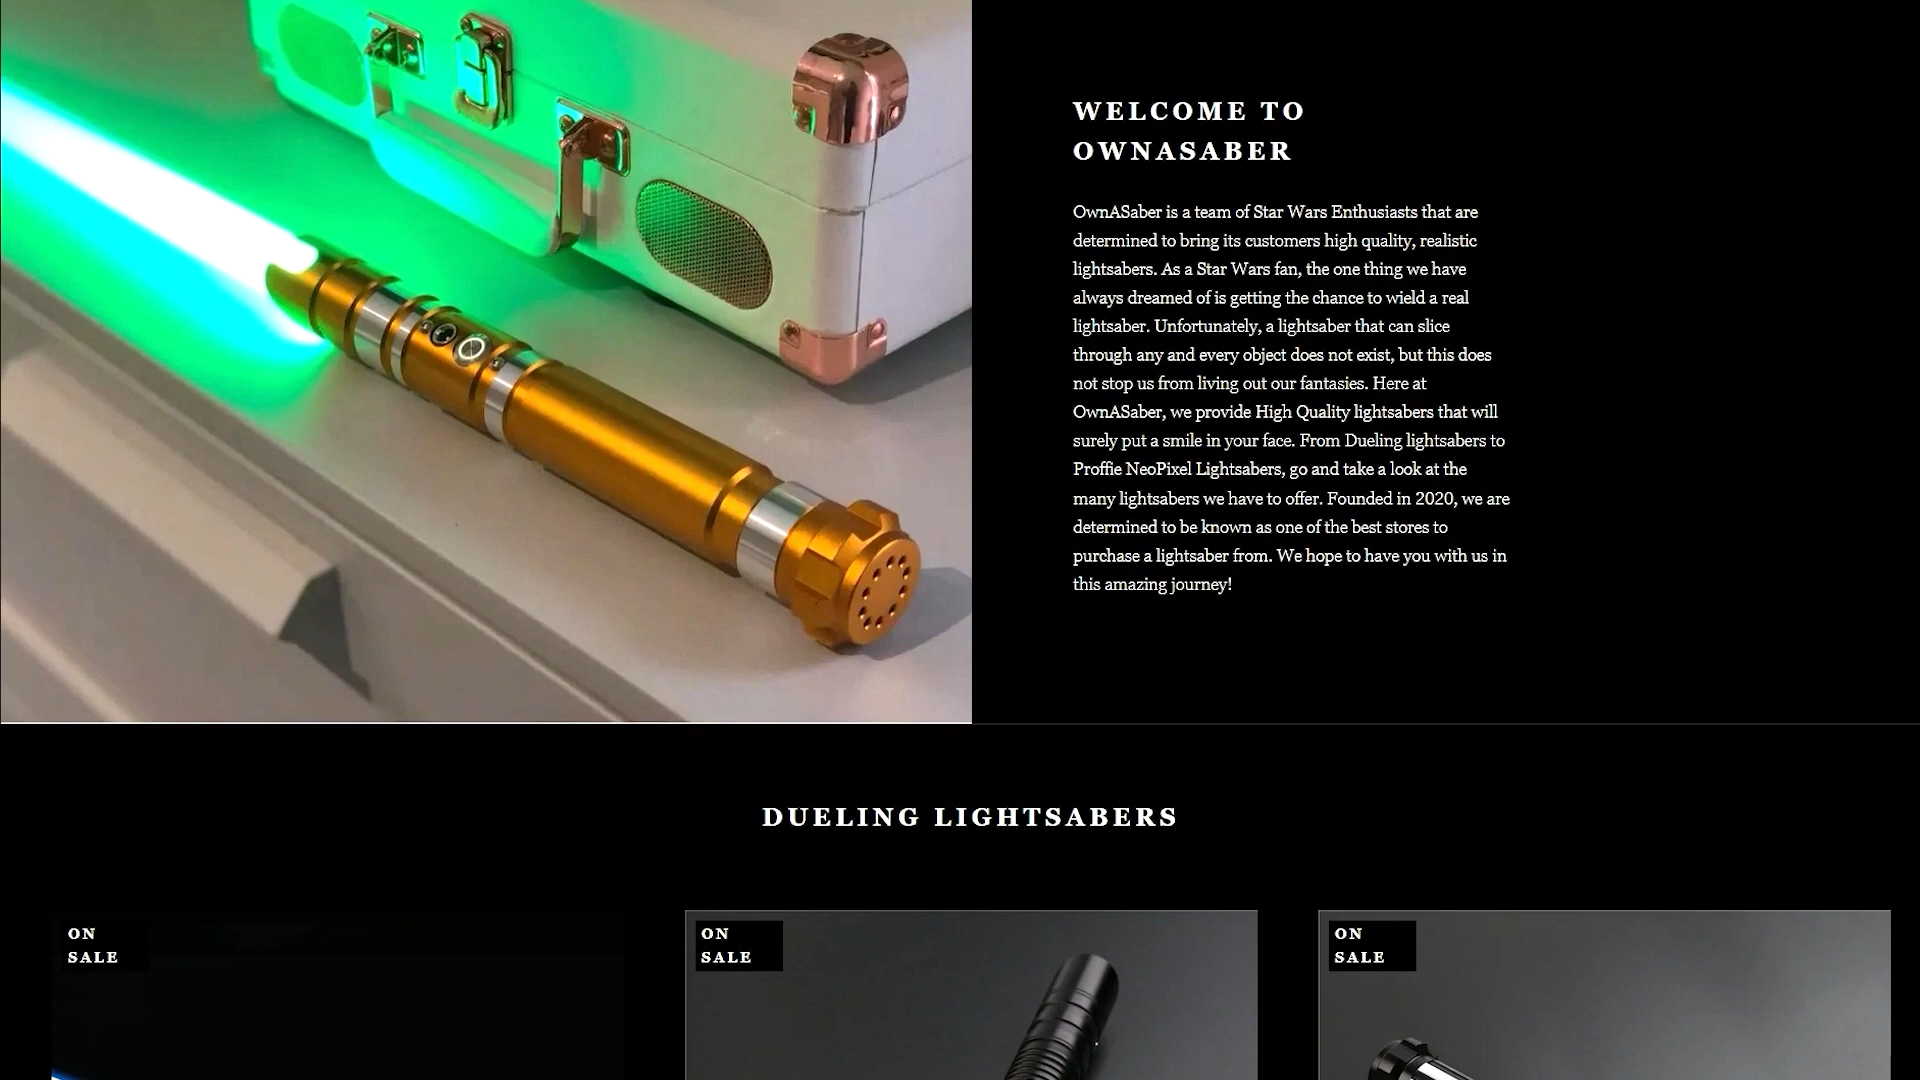 WELCOME TO
OWNASABER
OwnASaber is a team of Star Wars Enthusiasts that are
determined to bring its customers high quality, realistic
lightsabers. As a Star Wars fan, the one thing we have
always dreamed of is getting the chance to wield a real
lightsaber. Unfortunately, a lightsaber that can slice
through any and every object does not exist, but this does
not stop us from living out our fantasies. Here at
OwnASaber, we provide High Quality lightsabers that will
surely put a smile in your face. From Dueling lightsabers to
Proffie NeoPixel Lightsabers, go and take a look at the
many lightsabers we have to offer. Founded in 2020, we are
determined to be known as one of the best stores to
purchase a lightsaber from. We hope to have you with us in
this amazing journey!
DUELING LIGHTSABERS
ON
SALE
ON
SALE
ON
SALE